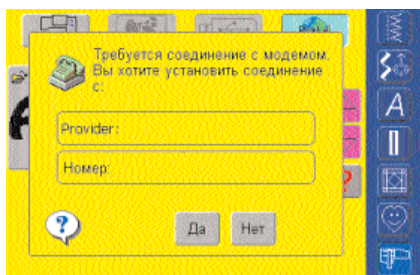 Требуется соединение с модемом.
Вы хотите установить соединение
с:
Provider:
Номер:
?
Да
Нет
A
?